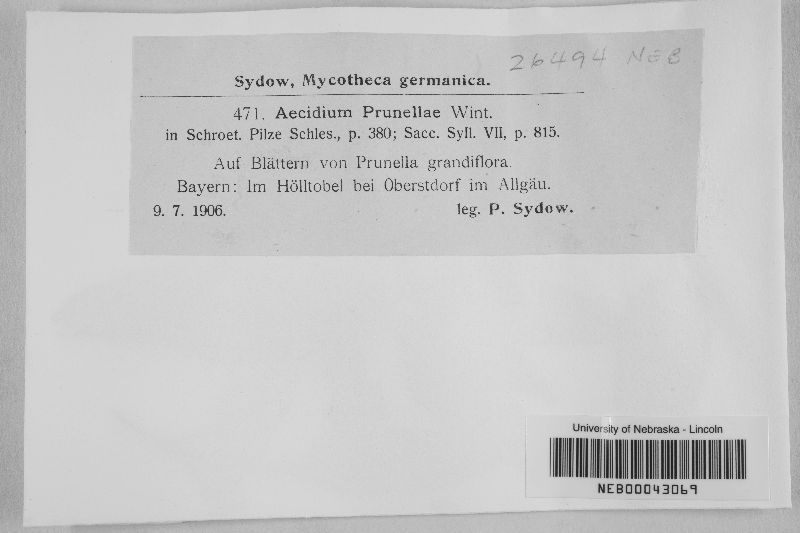 26494 NEB
Sydow, Mycotheca germanica.
471. Aecidium Prunellae Wint.
in Schroet. Pilze Schles., p. 380; Sacc. Syll. VII, p. 815.
Auf Blättern von Prunella grandiflora.
Bayern: Im Hölltobel bei Oberstdorf im Allgäu.
9. 7. 1906. leg. P. Sydow.
University of Nebraska - Lincoln
NEB00043069